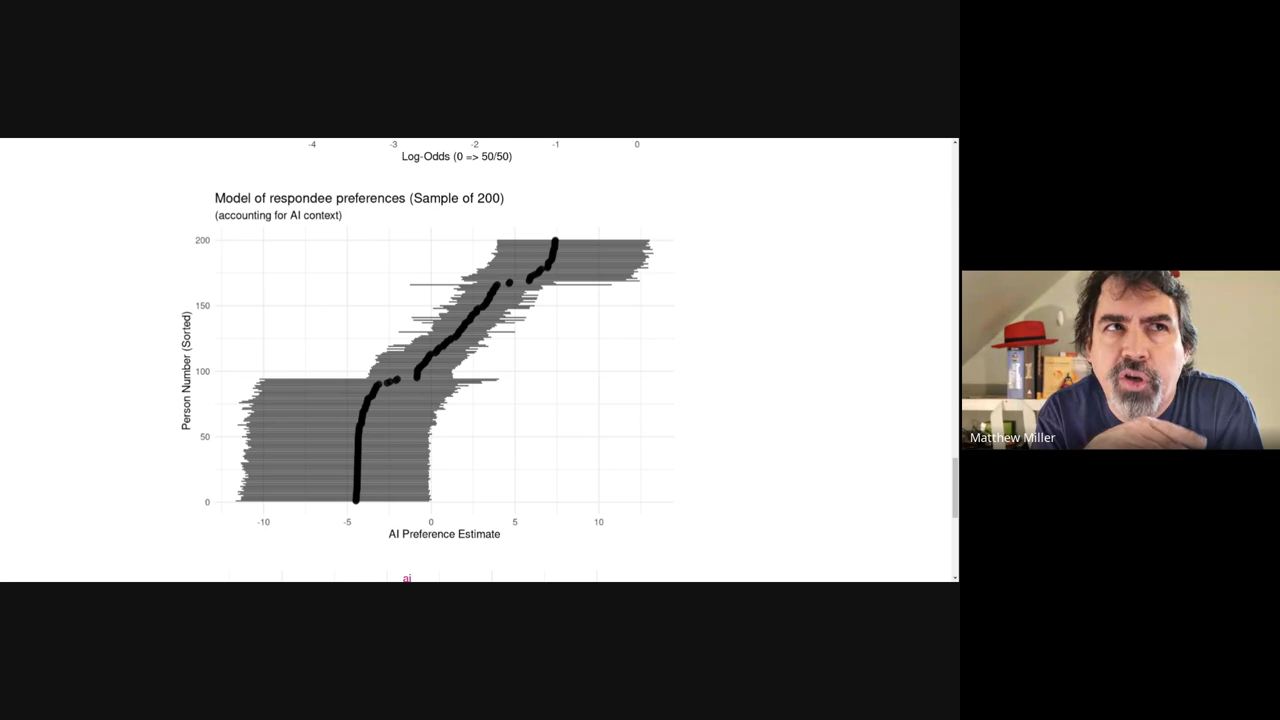 -4 -3 -2 -1 0
Log-Odds (0 => 50/50)
Model of respondee preferences (Sample of 200)
(accounting for AI context)
200
150
100
50
0
Person Number (Sorted)
-10 -5 0 5 10
AI Preference Estimate
ai
Matthew Miller